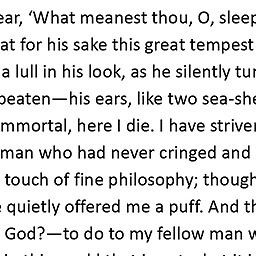 ear, ‘What meanest thou, O, sleep
at for his sake this great tempest
a lull in his look, as he silently tur
beaten—his ears, like two sea-she
mmortal, here I die. I have striven
man who had never cringed and
touch of fine philosophy; though
quietly offered me a puff. And th
God?—to do to my fellow man w